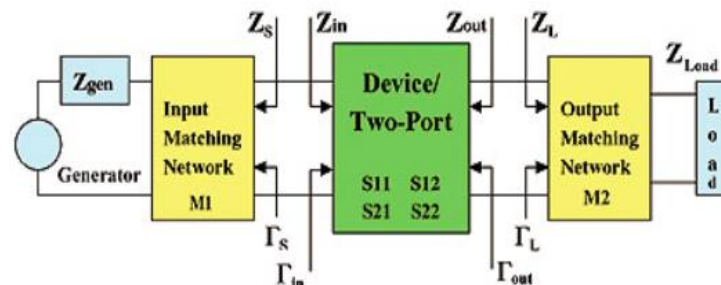 Z_S Z_in Z_out Z_L
Z_Load
Z_gen
Generator
Input
Matching
Network
M1
Device/
Two-Port
S11 S12
S21 S22
Output
Matching
Network
M2
L
o
a
d
Γ_S
Γ_in
Γ_L
Γ_out